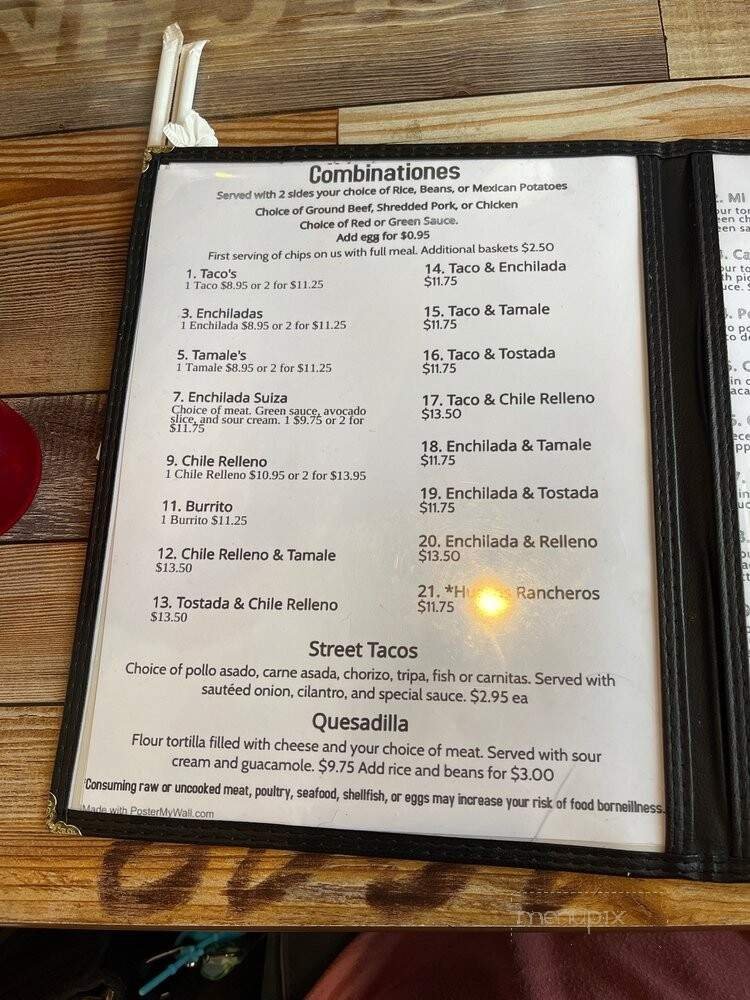 Combinationes
Served with 2 sides your choice of Rice, Beans, or Mexican Potatoes
Choice of Ground Beef, Shredded Pork, or Chicken
Choice of Red or Green Sauce.
Add egg for $0.95
First serving of chips on us with full meal. Additional baskets $2.50
1. Taco's
1 Taco $8.95 or 2 for $11.25
3. Enchiladas
1 Enchilada $8.95 or 2 for $11.25
5. Tamale's
1 Tamale $8.95 or 2 for $11.25
7. Enchilada Suiza
Choice of meat. Green sauce, avocado
slice, and sour cream. 1 $9.75 or 2 for
$11.75
9. Chile Relleno
1 Chile Relleno $10.95 or 2 for $13.95
11. Burrito
1 Burrito $11.25
12. Chile Relleno & Tamale
$13.50
13. Tostada & Chile Relleno
$13.50
14. Taco & Enchilada
$11.75
15. Taco & Tamale
$11.75
16. Taco & Tostada
$11.75
17. Taco & Chile Relleno
$13.50
18. Enchilada & Tamale
$11.75
19. Enchilada & Tostada
$11.75
20. Enchilada & Relleno
$13.50
21. Rancheros
$11.75
Street Tacos
Choice of pollo asado, carne asada, chorizo, tripa, fish or carnitas. Served with
sautéed onion, cilantro, and special sauce. $2.95 ea
Quesadilla
Flour tortilla filled with cheese and your choice of meat. Served with sour
cream and guacamole. $9.75 Add rice and beans for $3.00
*Consuming raw or uncooked meat, poultry, seafood, shellfish, or eggs may increase your risk of food borneillness.
Made with PosterMyWall.com
menupix